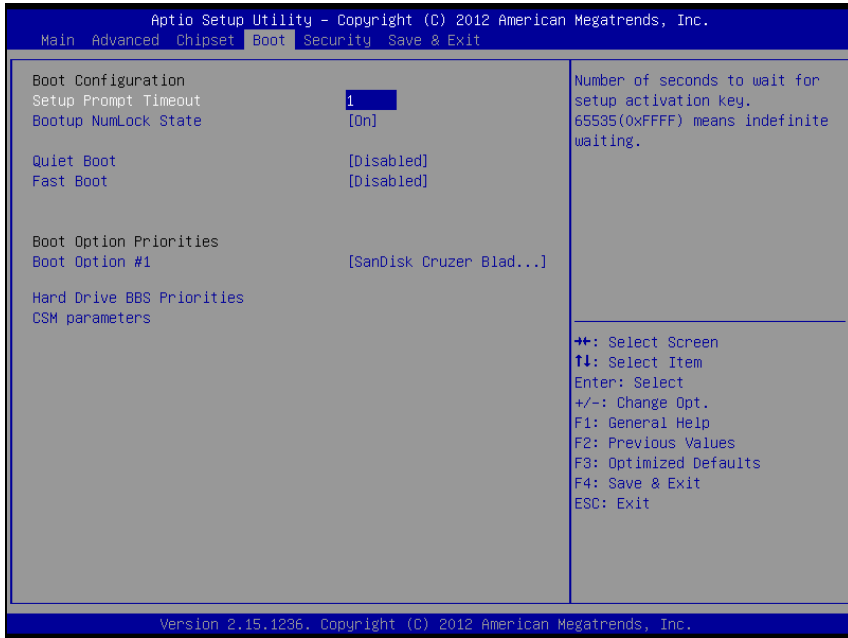 Aptio Setup Utility – Copyright (C) 2012 American Megatrends, Inc.
Main Advanced Chipset Boot Security Save & Exit
Boot Configuration
Setup Prompt Timeout 1
Bootup NumLock State [On]
Quiet Boot [Disabled]
Fast Boot [Disabled]
Boot Option Priorities
Boot Option #1 [SanDisk Cruzer Blad...]
Hard Drive BBS Priorities
CSM parameters
Number of seconds to wait for
setup activation key.
65535(0xFFFF) means indefinite
waiting.
→←: Select Screen
↑↓: Select Item
Enter: Select
+/-: Change Opt.
F1: General Help
F2: Previous Values
F3: Optimized Defaults
F4: Save & Exit
ESC: Exit
Version 2.15.1236. Copyright (C) 2012 American Megatrends, Inc.